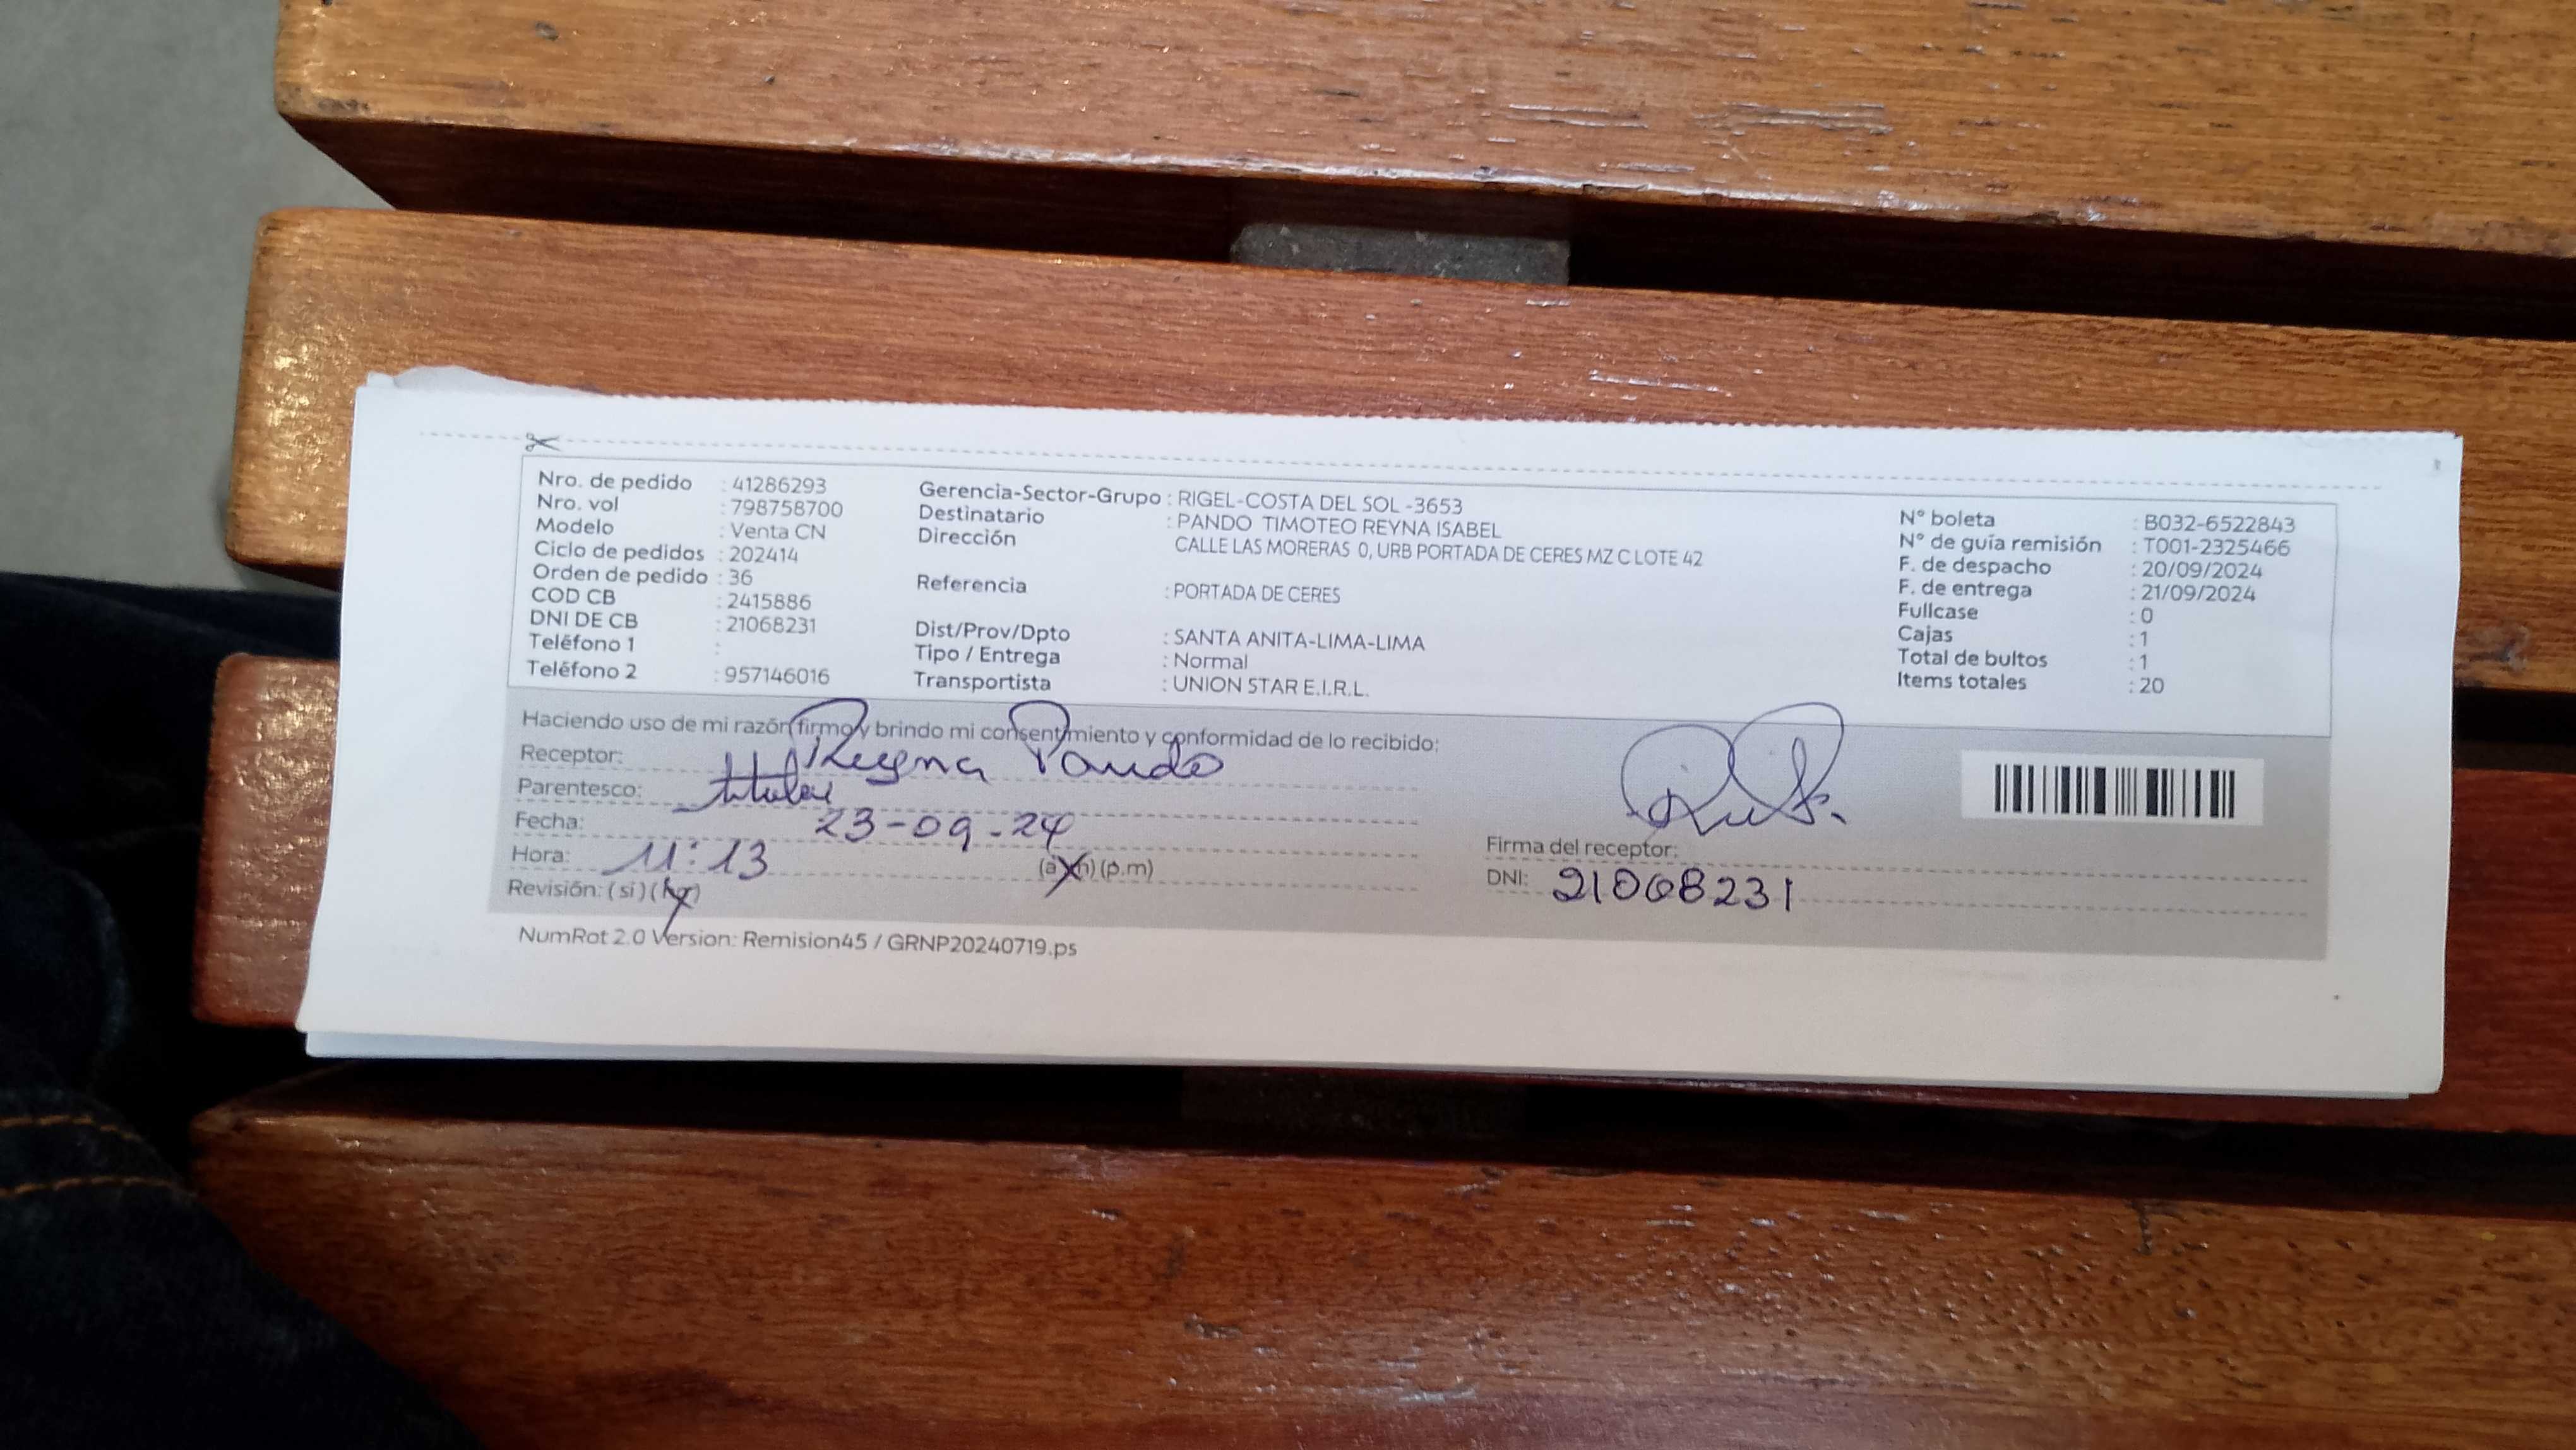 Nro. de pedido : 41286293
Nro. vol : 798758700
Modelo : Venta CN
Ciclo de pedidos : 202414
Orden de pedido : 36
COD CB : 2415886
DNI DE CB : 21068231
Teléfono 1 :
Teléfono 2 : 957146016
Gerencia-Sector-Grupo : RIGEL-COSTA DEL SOL -3653
Destinatario : PANDO TIMOTEO REYNA ISABEL
Dirección CALLE LAS MORERAS 0, URB PORTADA DE CERES MZ C LOTE 42
Referencia : PORTADA DE CERES
Dist/Prov/Dpto : SANTA ANITA-LIMA-LIMA
Tipo / Entrega : Normal
Transportista : UNION STAR E.I.R.L.
N° boleta : B032-6522843
N° de guía remisión : T001-2325466
F. de despacho : 20/09/2024
F. de entrega : 21/09/2024
Fullcase : 0
Cajas : 1
Total de bultos : 1
Items totales : 20
Haciendo uso de mi razón firmo y brindo mi consentimiento y conformidad de lo recibido:
Receptor: Reyna Pando
Parentesco: titular
Fecha: 23-09-24
Hora: 11:13 (a.m) (p.m)
Revisión: (si) (no)
Firma del receptor:
DNI: 21068231
NumRot 2.0 Version: Remision45 / GRNP20240719.ps